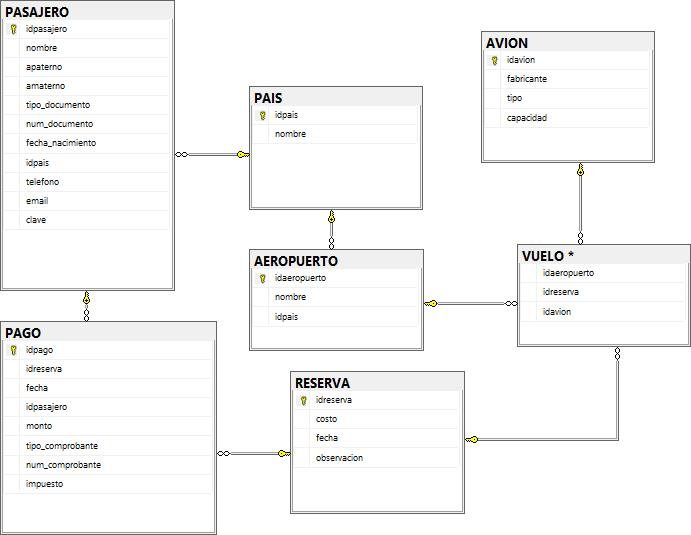 PASAJERO
idpasajero
nombre
apaterno
amaterno
tipo_documento
num_documento
fecha_nacimiento
idpais
telefono
email
clave
PAIS
idpais
nombre
AVION
idavion
fabricante
tipo
capacidad
AEROPUERTO
idaeropuerto
nombre
idpais
VUELO *
idaeropuerto
idreserva
idavion
PAGO
idpago
idreserva
fecha
idpasajero
monto
tipo_comprobante
num_comprobante
impuesto
RESERVA
idreserva
costo
fecha
observacion